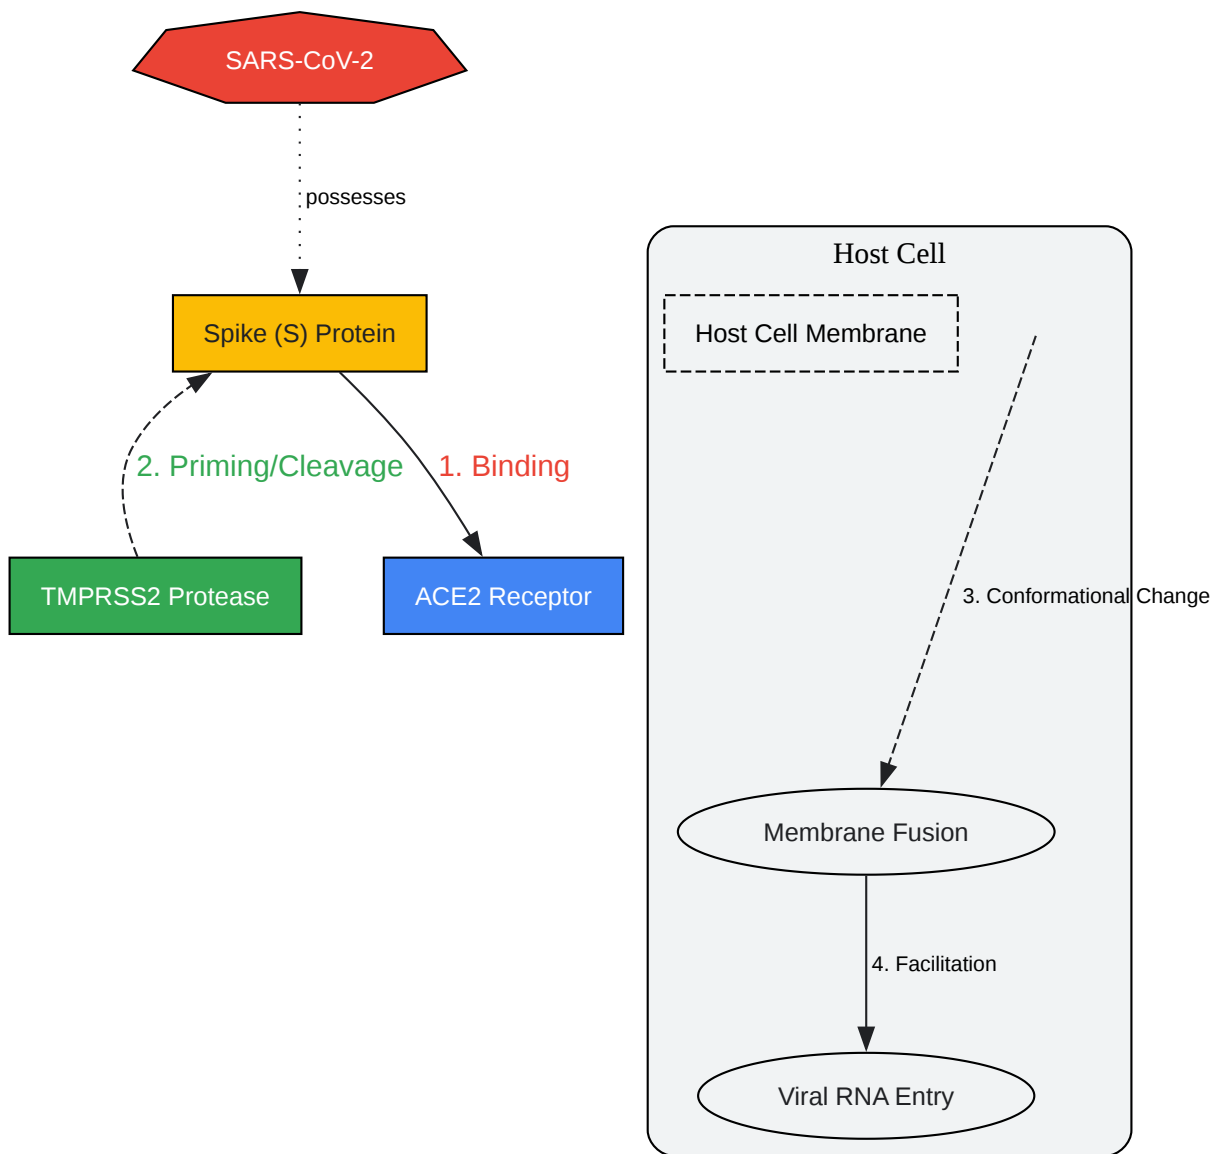 SARS-CoV-2
possesses
Host Cell
Spike (S) Protein
Host Cell Membrane
2. Priming/Cleavage
1. Binding
TMPRSS2 Protease
ACE2 Receptor
3. Conformational Change
Membrane Fusion
4. Facilitation
Viral RNA Entry